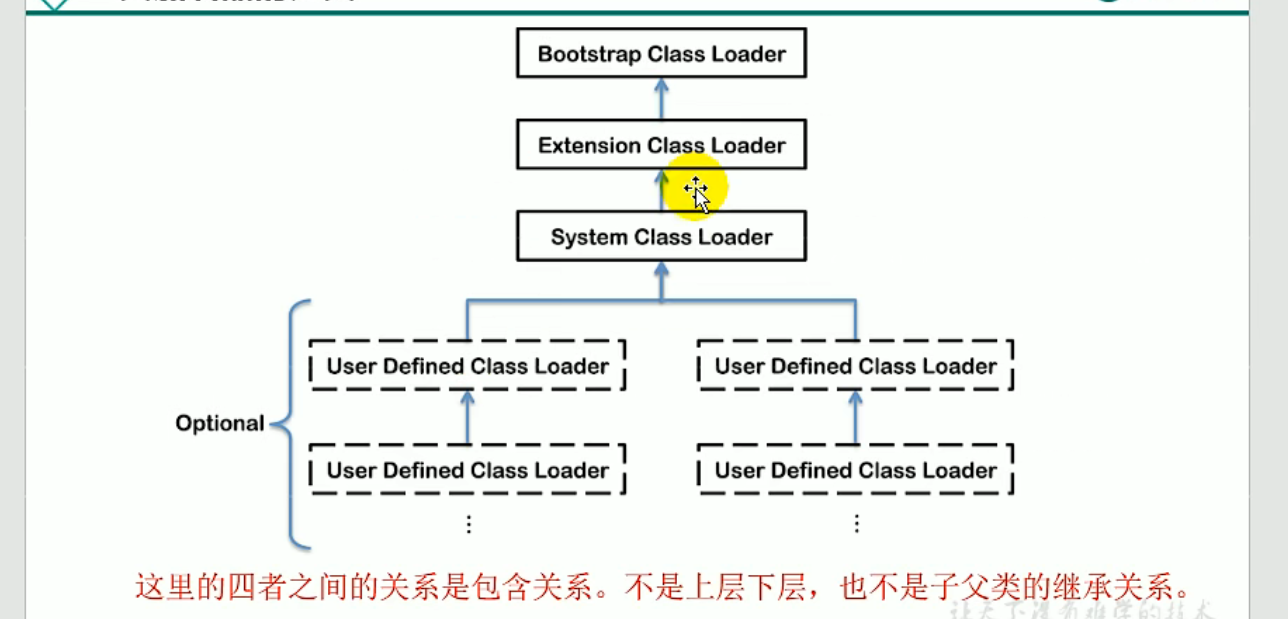 Bootstrap Class Loader
Extension Class Loader
System Class Loader
User Defined Class Loader
User Defined Class Loader
Optional
User Defined Class Loader
User Defined Class Loader
这里的四者之间的关系是包含关系。不是上层下层，也不是子父类的继承关系。
让天下没有难学的技术